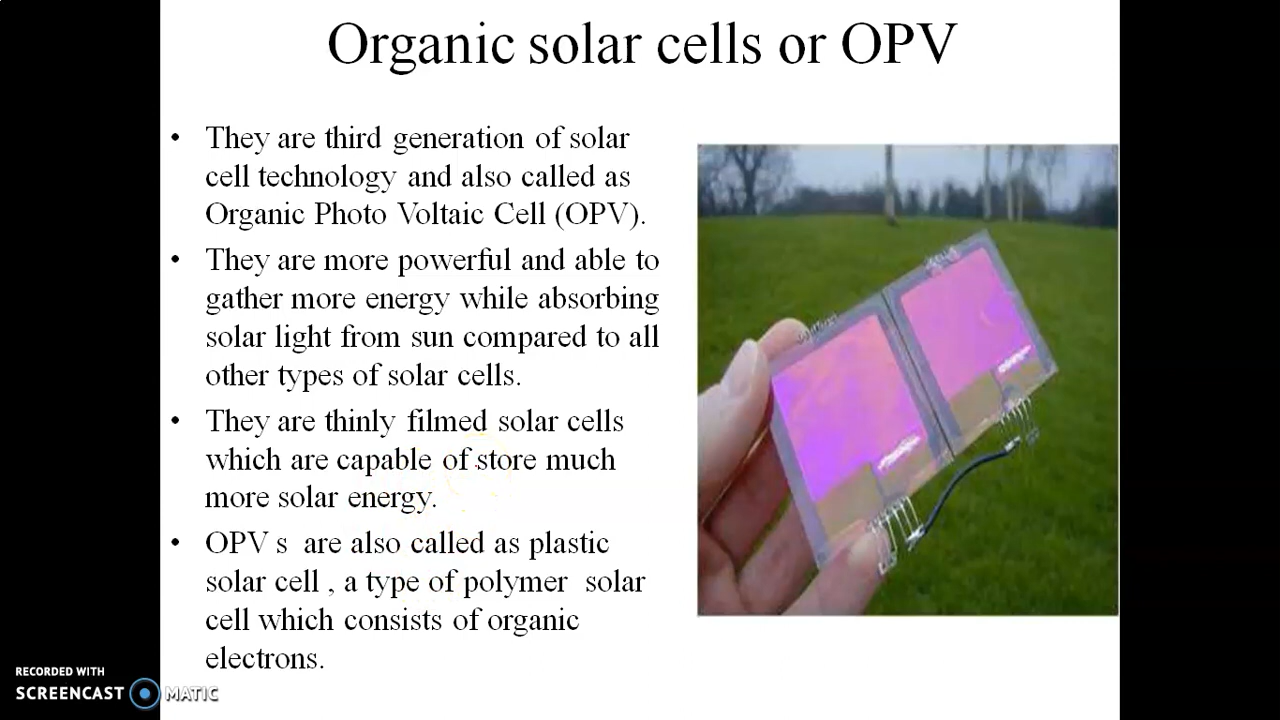 Organic solar cells or OPV
• They are third generation of solar
cell technology and also called as
Organic Photo Voltaic Cell (OPV).
• They are more powerful and able to
gather more energy while absorbing
solar light from sun compared to all
other types of solar cells.
• They are thinly filmed solar cells
which are capable of store much
more solar energy.
• OPV s are also called as plastic
solar cell , a type of polymer solar
cell which consists of organic
electrons.
RECORDED WITH
SCREENCAST MATIC